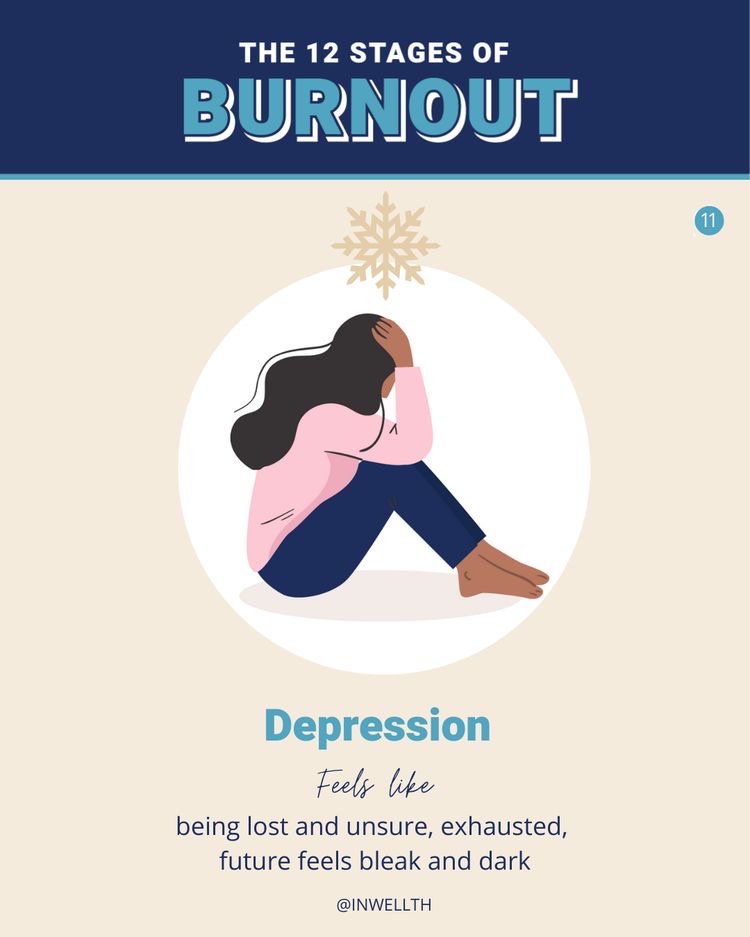 THE 12 STAGES OF
BURNOUT
11
Depression
Feels like
being lost and unsure, exhausted,
future feels bleak and dark
@INWELLTH